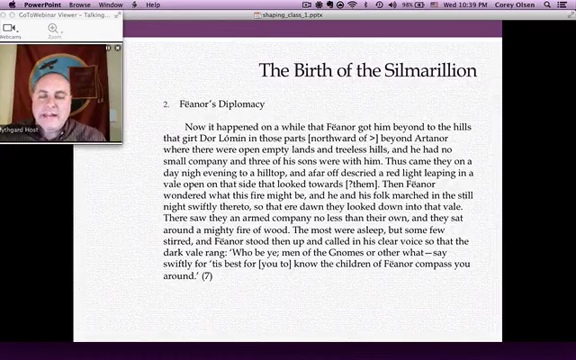 PowerPoint Browse Window Help
98% Wed 10:39 PM Corey Olsen
GoToWebinar Viewer - Talking...
shaping_class_1.pptx
Webcams
Zoom
Mythgard Host
The Birth of the Silmarillion
2. Fëanor's Diplomacy
Now it happened on a while that Fëanor got him beyond to the hills
that girt Dor Lómin in those parts [northward of >] beyond Artanor
where there were open empty lands and treeless hills, and he had no
small company and three of his sons were with him. Thus came they on a
day nigh evening to a hilltop, and afar off descried a red light leaping in a
vale open on that side that looked towards [?them]. Then Fëanor
wondered what this fire might be, and he and his folk marched in the still
night swiftly thereto, so that ere dawn they looked down into that vale.
There saw they an armed company no less than their own, and they sat
around a mighty fire of wood. The most were asleep, but some few
stirred, and Fëanor stood then up and called in his clear voice so that the
dark vale rang: 'Who be ye; men of the Gnomes or other what—say
swiftly for 'tis best for [you to] know the children of Fëanor compass you
around.' (7)